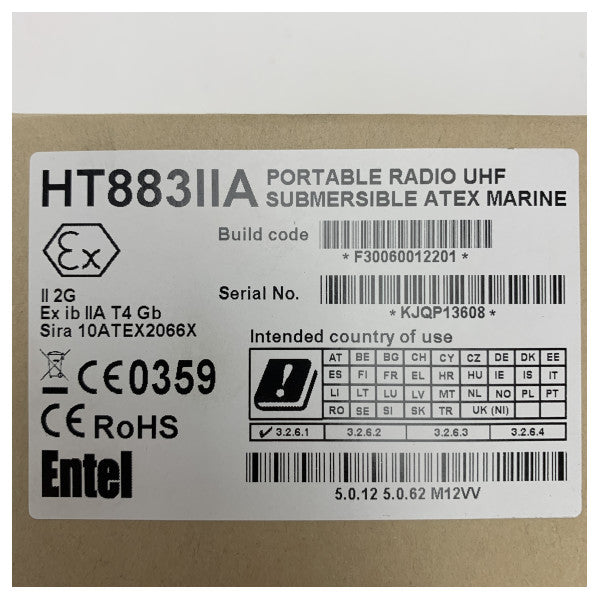 HT883IIA PORTABLE RADIO UHF
SUBMERSIBLE ATEX MARINE
Ex
Build code
* F30060012201 *
II 2G
Ex ib IIA T4 Gb
Sira 10ATEX2066X
Serial No.
* KJQP13608 *
Intended country of use
CE0359
CE RoHS
Entel
AT BE BG CH CY CZ DE DK EE
ES FI FR EL HR HU IE IS IT
LI LT LU LV MT NL NO PL PT
RO SE SI SK TR UK (NI)
✓ 3.2.6.1 3.2.6.2 3.2.6.3 3.2.6.4
5.0.12 5.0.62 M12VV